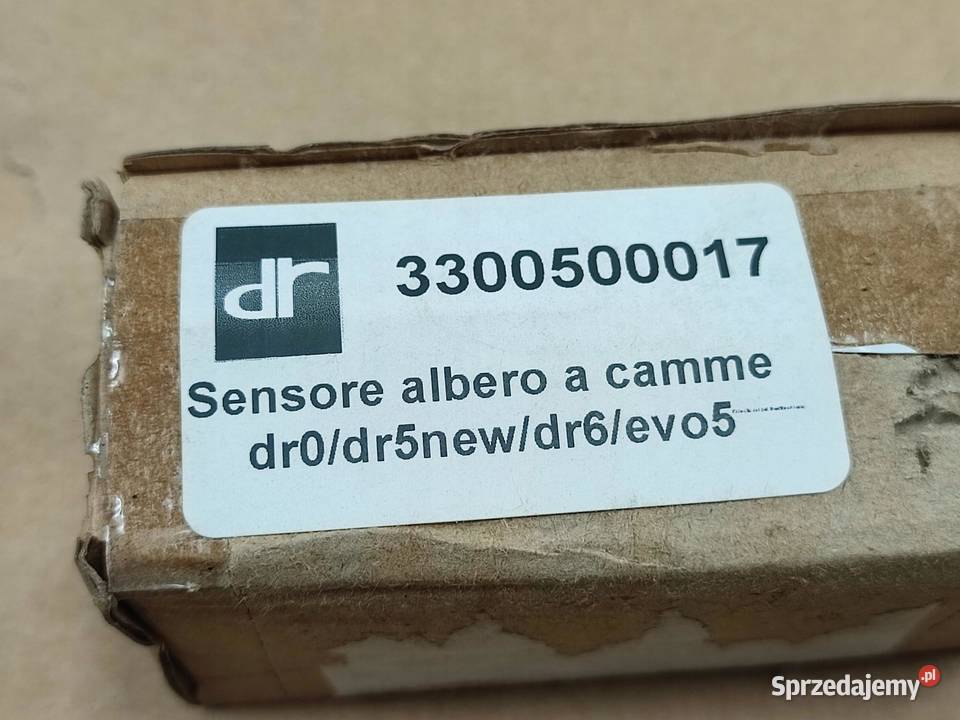 dr
3300500017
Sensore albero a camme
dr0/dr5new/dr6/evo5
Sprzedajemy.pl